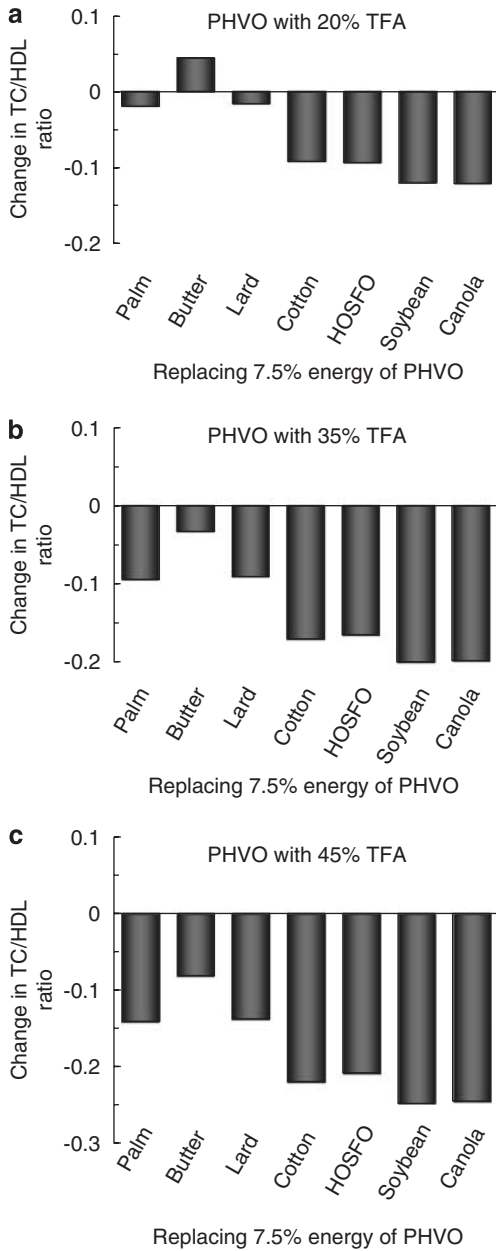 a
PHVO with 20% TFA
Change in TC/HDL
ratio
0.1
0
-0.1
-0.2
Palm
Butter
Lard
Cotton
HOSFO
Soybean
Canola
Replacing 7.5% energy of PHVO
b
PHVO with 35% TFA
Change in TC/HDL
ratio
0.1
0
-0.1
-0.2
Palm
Butter
Lard
Cotton
HOSFO
Soybean
Canola
Replacing 7.5% energy of PHVO
c
PHVO with 45% TFA
Change in TC/HDL
ratio
0.1
0
-0.1
-0.2
-0.3
Palm
Butter
Lard
Cotton
HOSFO
Soybean
Canola
Replacing 7.5% energy of PHVO